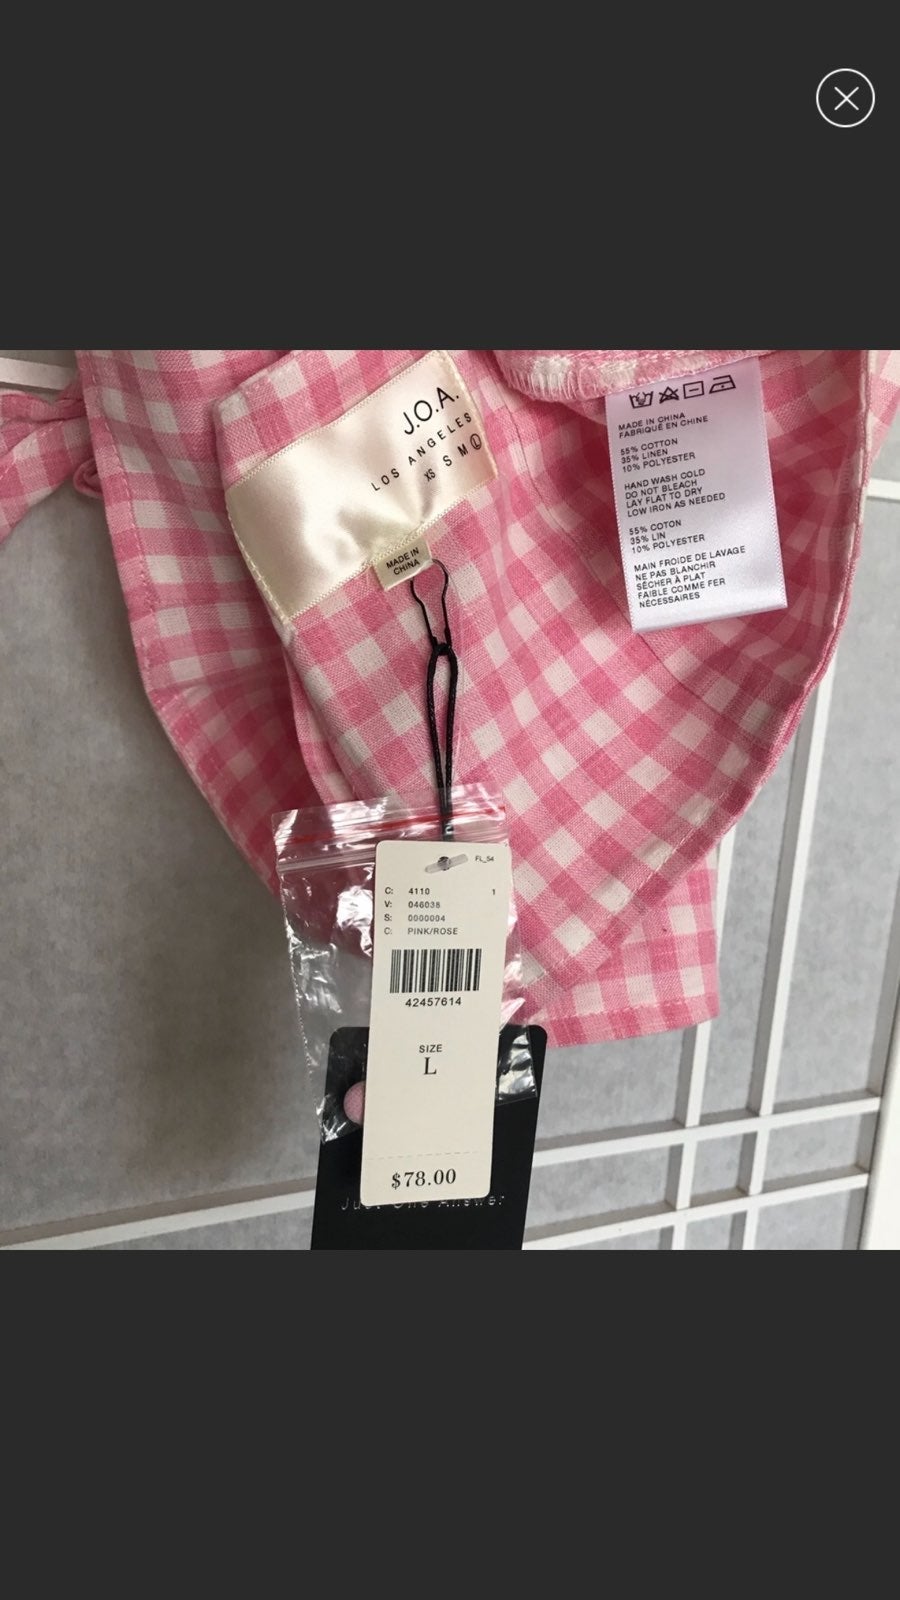 J.O.A.
LOS ANGELES
XS S M L
MADE IN
CHINA
MADE IN CHINA
FABRIQUÉ EN CHINE
55% COTTON
35% LINEN
10% POLYESTER
HAND WASH COLD
DO NOT BLEACH
LAY FLAT TO DRY
LOW IRON AS NEEDED
55% COTON
35% LIN
10% POLYESTER
MAIN FROIDE DE LAVAGE
NE PAS BLANCHIR
SÉCHER À PLAT
FAIBLE COMME FER
NÉCESSAIRES
FL_54
C: 4110 1
V: 046038
S: 0000004
C: PINK/ROSE
42457614
SIZE
L
$78.00
Just One Answer